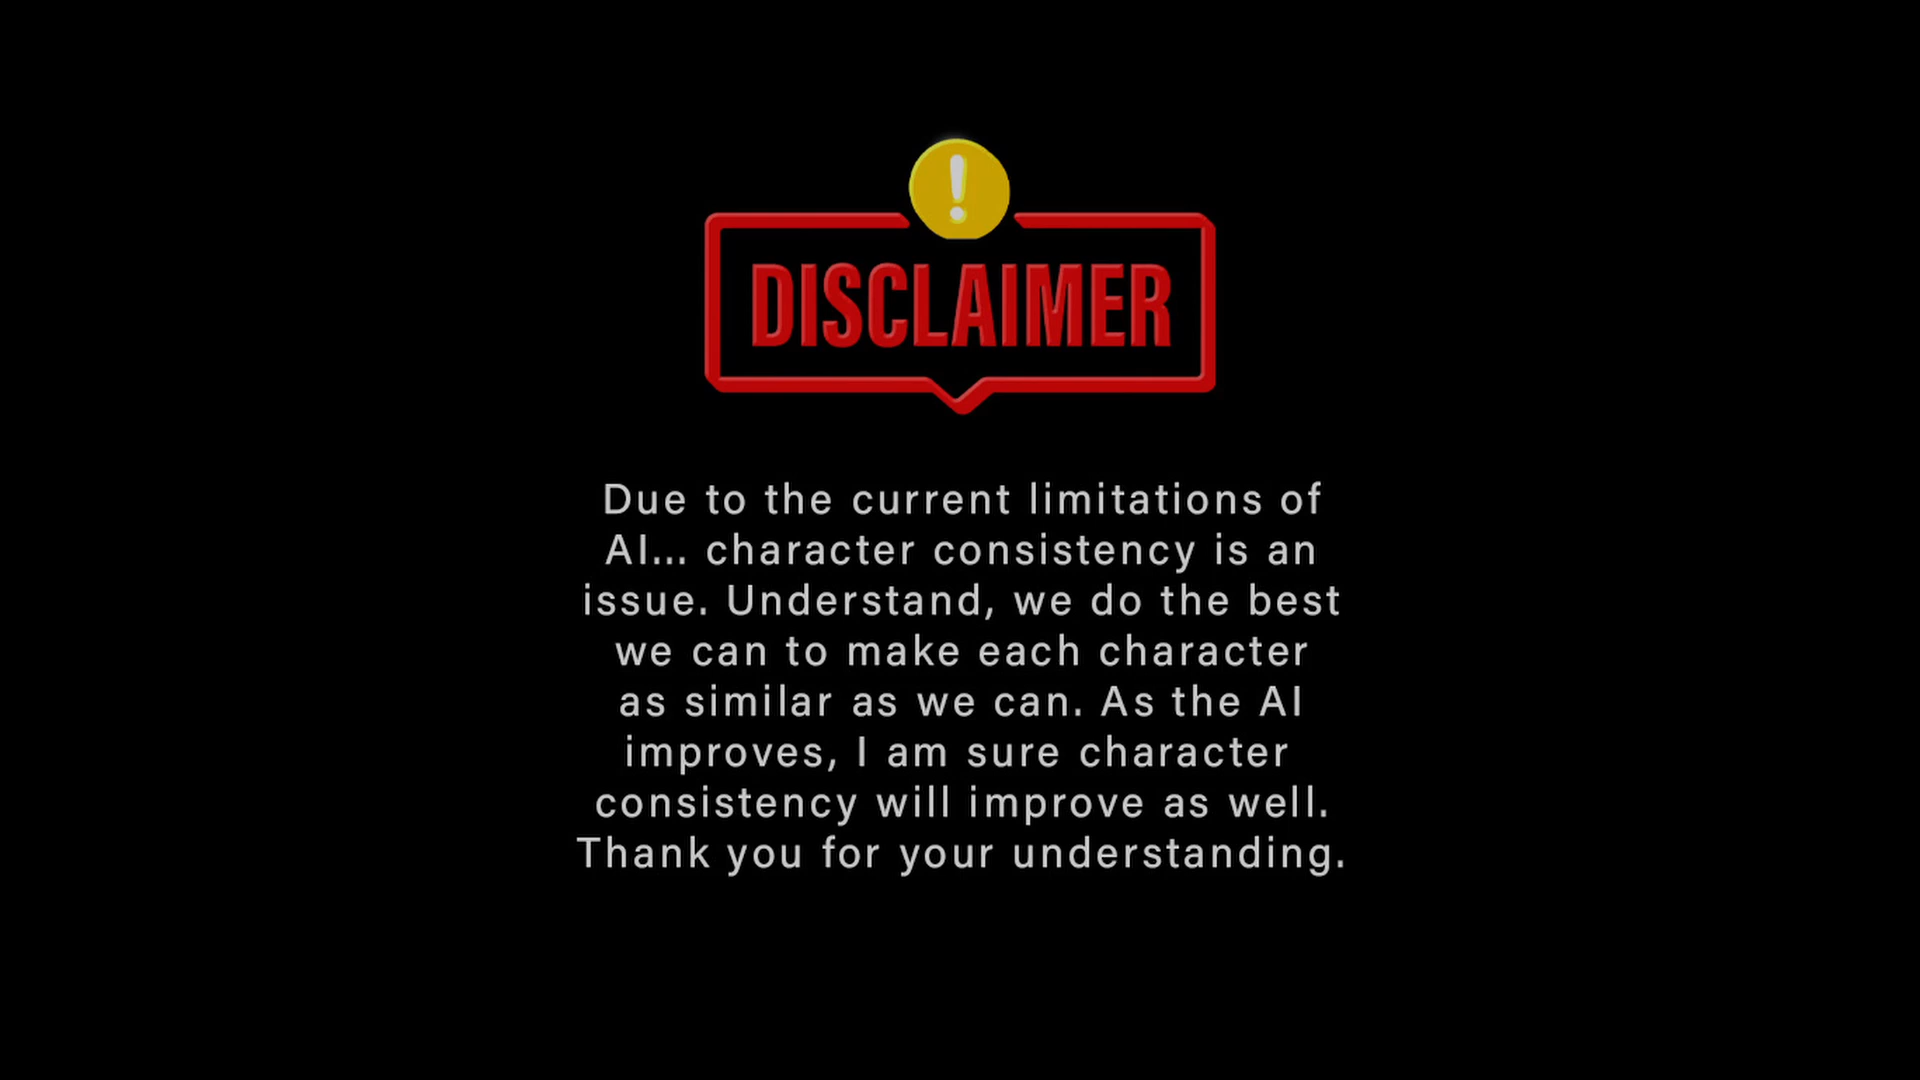 !
DISCLAIMER
Due to the current limitations of
AI... character consistency is an
issue. Understand, we do the best
we can to make each character
as similar as we can. As the AI
improves, I am sure character
consistency will improve as well.
Thank you for your understanding.